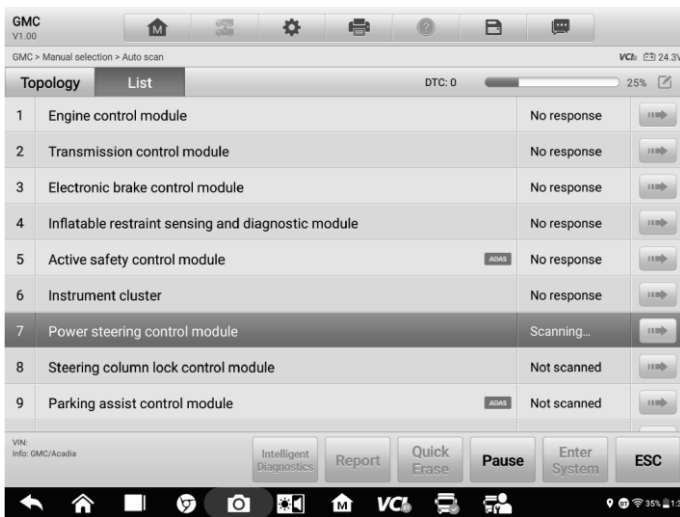 GMC
V1.00
GMC > Manual selection > Auto scan
VCI 24.3V
Topology List DTC: 0 25%
1 Engine control module No response
2 Transmission control module No response
3 Electronic brake control module No response
4 Inflatable restraint sensing and diagnostic module No response
5 Active safety control module ADAS No response
6 Instrument cluster No response
7 Power steering control module Scanning...
8 Steering column lock control module Not scanned
9 Parking assist control module ADAS Not scanned
VIN:
Info: GMC/Acadia
Intelligent Diagnostics
Report
Quick Erase
Pause
Enter System
ESC
M VCI 35%